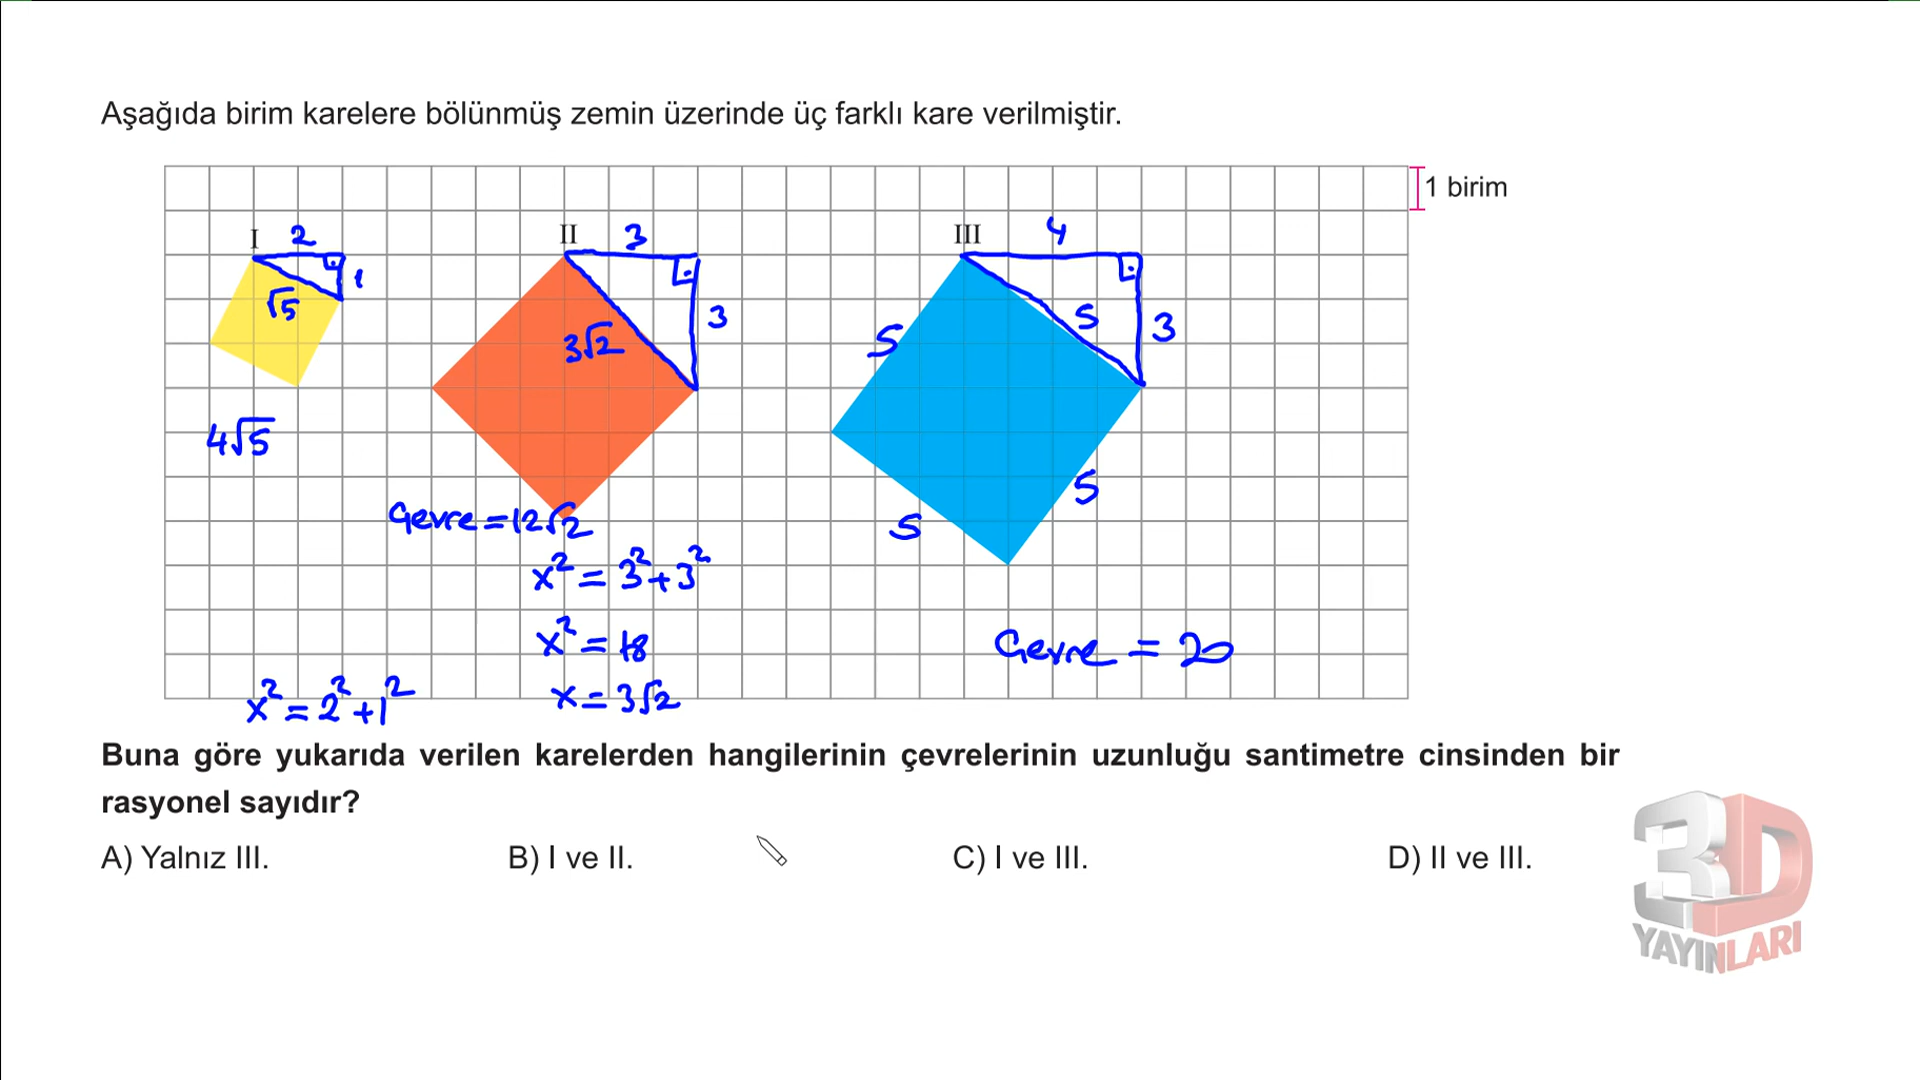 Aşağıda birim karelere bölünmüş zemin üzerinde üç farklı kare verilmiştir.
1 birim
I 2
1
√5
4√5
x² = 2² + 1²
II 3
3
3√2
Çevre = 12√2
x² = 3² + 3²
x² = 18
x = 3√2
III 4
5
3
5
5
5
Çevre = 20
Buna göre yukarıda verilen karelerden hangilerinin çevrelerinin uzunluğu santimetre cinsinden bir
rasyonel sayıdır?
A) Yalnız III. B) I ve II. C) I ve III. D) II ve III.
3D
YAYINLARI